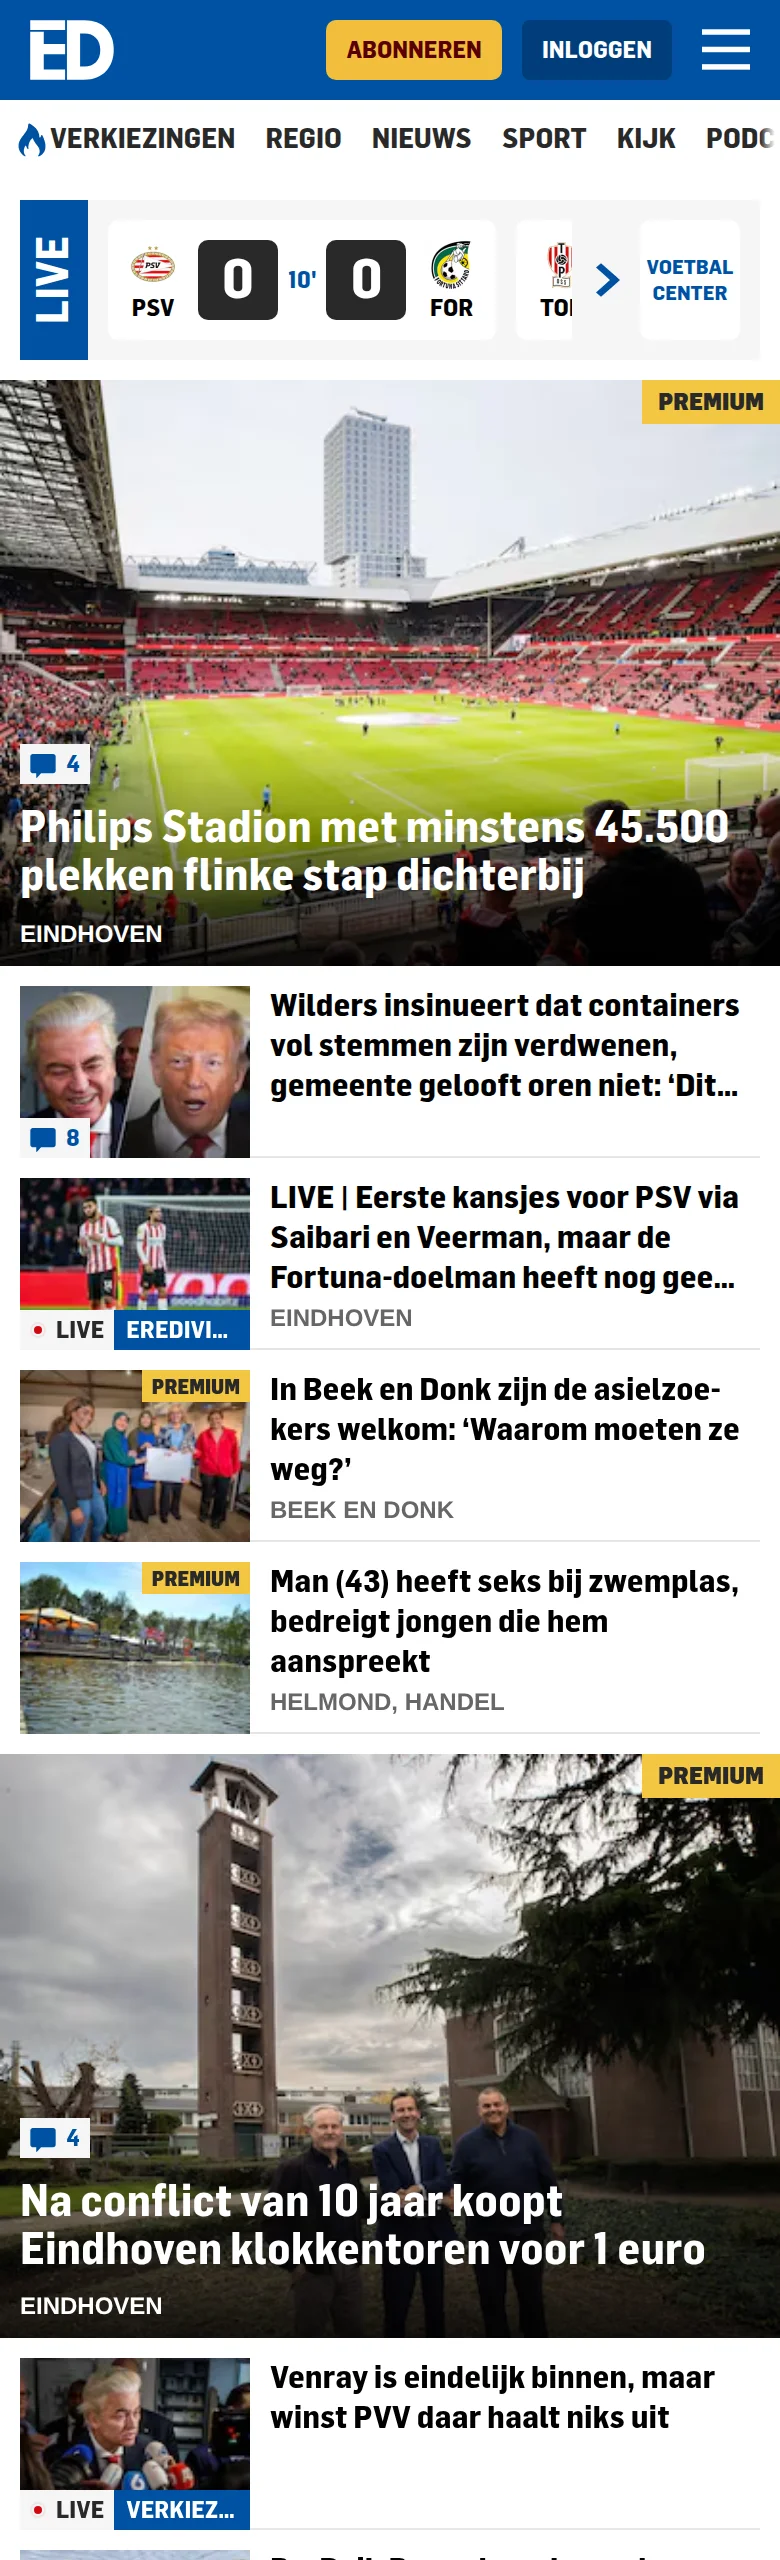 ED
ABONNEREN
INLOGGEN
VERKIEZINGEN REGIO NIEUWS SPORT KIJK PODC
LIVE
PSV
PSV
0
10'
0
FOR
VOETBAL
CENTER
PREMIUM
PHILI
4
Philips Stadion met minstens 45.500
plekken flinke stap dichterbij
EINDHOVEN
Wilders insinueert dat containers
vol stemmen zijn verdwenen,
gemeente gelooft oren niet: ‘Dit...
8
LIVE | Eerste kansjes voor PSV via
Saibari en Veerman, maar de
Fortuna-doelman heeft nog gee...
EINDHOVEN
LIVE
EREDIVI...
PREMIUM
In Beek en Donk zijn de asielzoe-
kers welkom: ‘Waarom moeten ze
weg?’
BEEK EN DONK
PREMIUM
Man (43) heeft seks bij zwemplas,
bedreigt jongen die hem
aanspreekt
HELMOND, HANDEL
PREMIUM
4
Na conflict van 10 jaar koopt
Eindhoven klokkentoren voor 1 euro
EINDHOVEN
Venray is eindelijk binnen, maar
winst PVV daar haalt niks uit
LIVE
VERKIEZ...